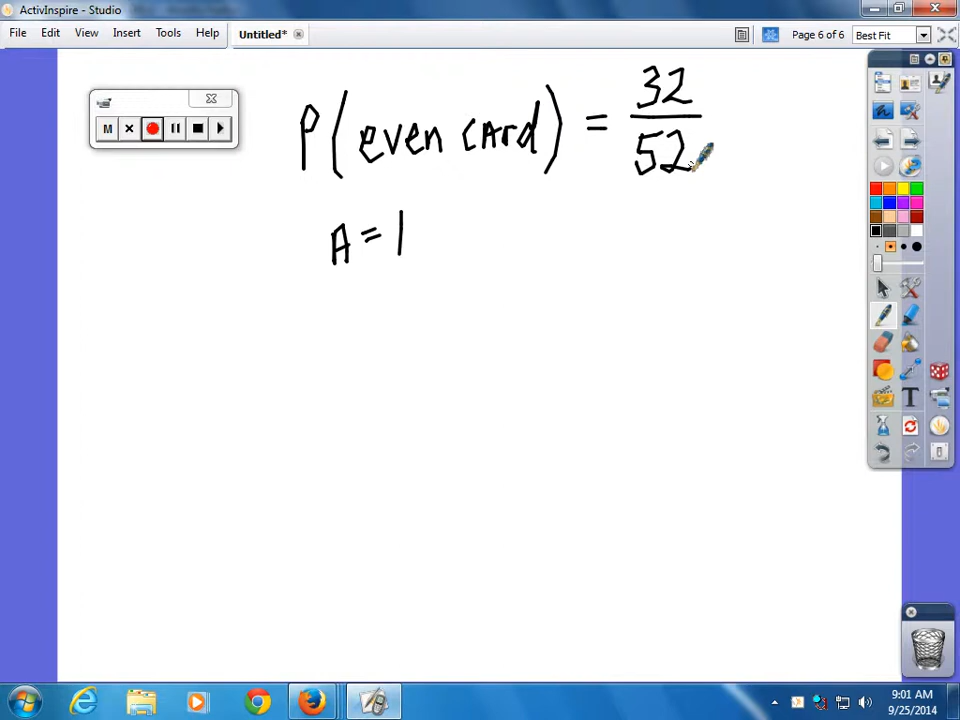 ActivInspire - Studio
File Edit View Insert Tools Help Untitled* Page 6 of 6 Best Fit
M
P(even cArd) = 32/52
A = 1
T
9:01 AM
9/25/2014